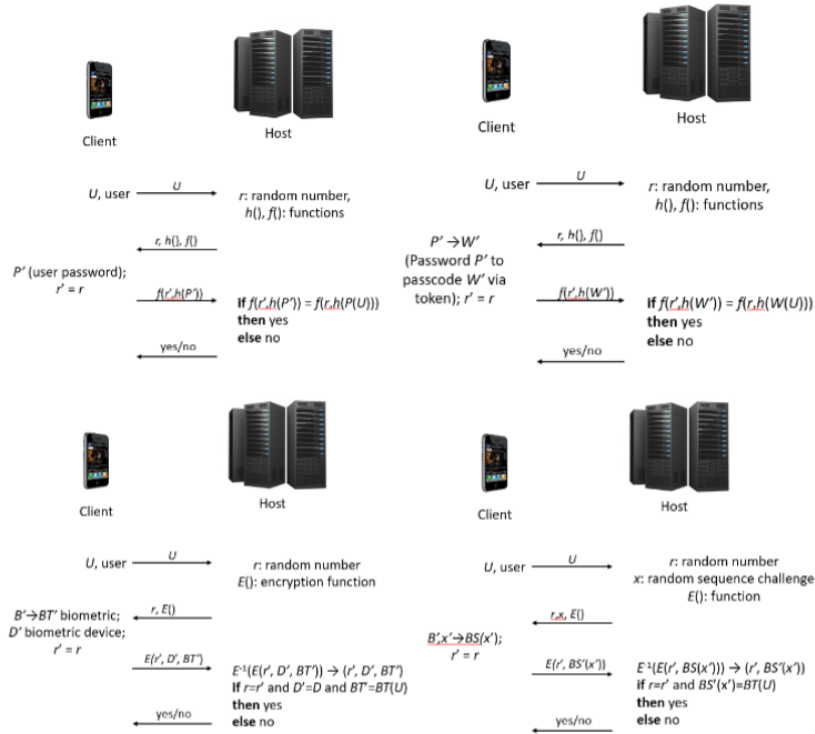 Client
Host
U, user
U
r: random number,
h(), f(): functions
r, h(), f()
P’ (user password);
r’ = r
f(r’,h(P’))
If f(r’,h(P’)) = f(r,h(P(U)))
then yes
else no
yes/no
Client
Host
U, user
U
r: random number,
h(), f(): functions
r, h(), f()
P’ →W’
(Password P’ to
passcode W’ via
token); r’ = r
f(r’,h(W’))
if f(r’,h(W’)) = f(r,h(W(U)))
then yes
else no
yes/no
Client
Host
U, user
U
r: random number
E(): encryption function
r, E()
B’→BT’ biometric;
D’ biometric device;
r’ = r
E(r’, D’, BT’)
E⁻¹(E(r’, D’, BT’)) → (r’, D’, BT’)
If r=r’ and D’=D and BT’=BT(U)
then yes
else no
yes/no
Client
Host
U, user
U
r: random number
x: random sequence challenge
E(): function
r,x, E()
B’,x’→BS(x’);
r’ = r
E(r’, BS’(x’))
E⁻¹(E(r’, BS(x’))) → (r’, BS’(x’))
if r=r’ and BS’(x’)=BT(U)
then yes
else no
yes/no